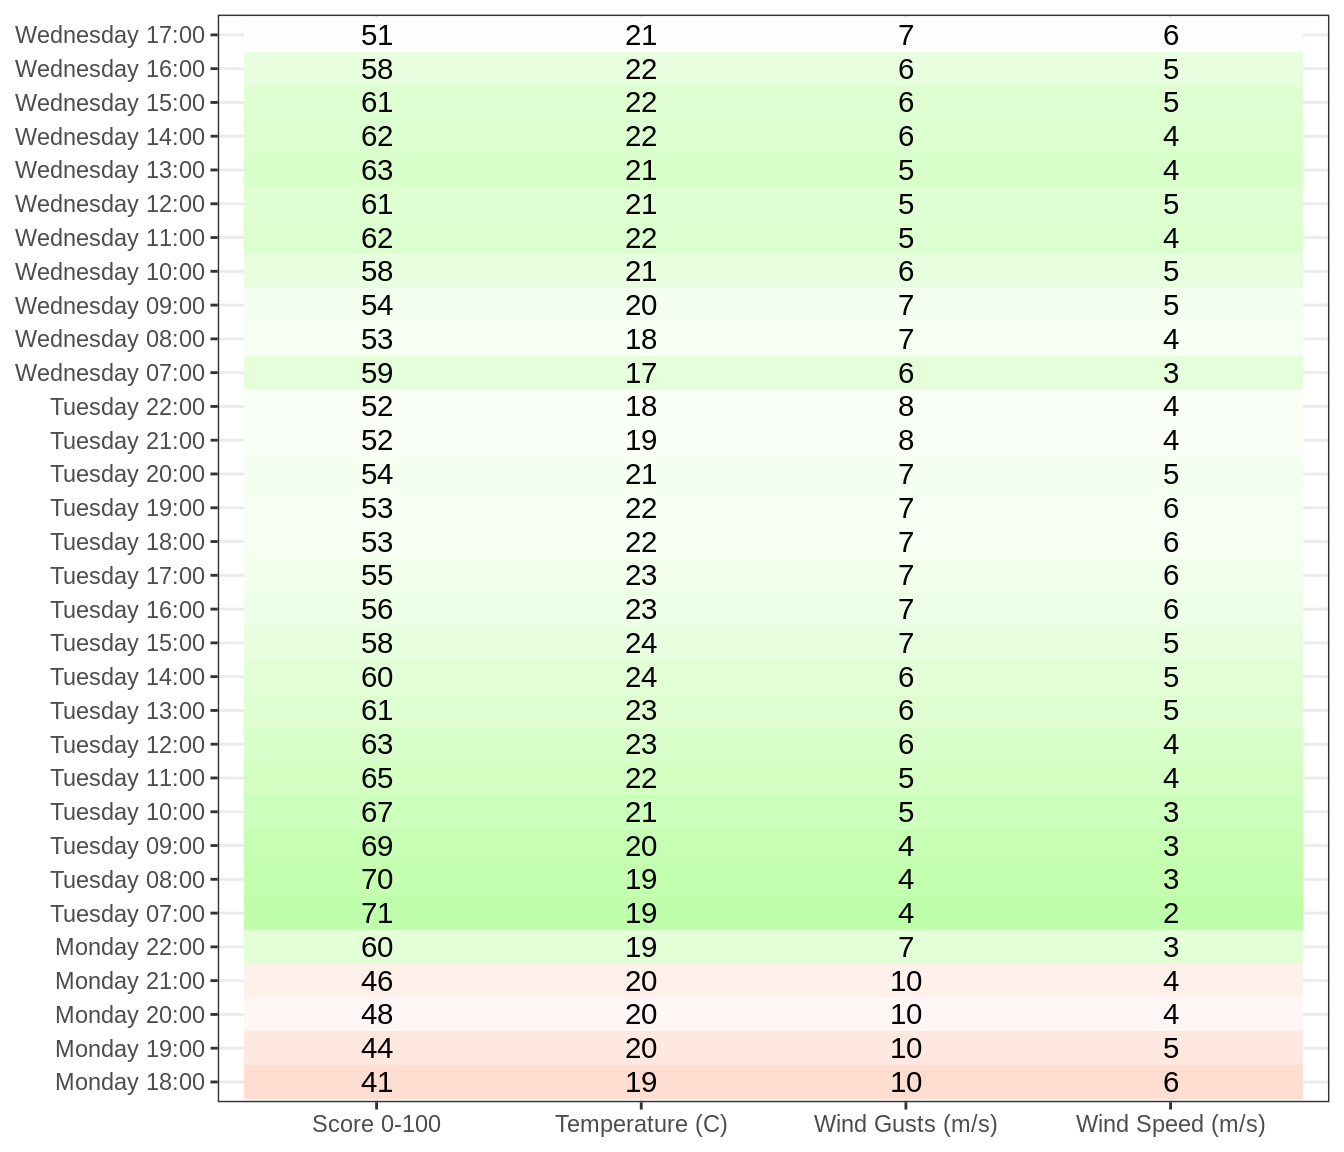 Wednesday 17:00 51 21 7 6
Wednesday 16:00 58 22 6 5
Wednesday 15:00 61 22 6 5
Wednesday 14:00 62 22 6 4
Wednesday 13:00 63 21 5 4
Wednesday 12:00 61 21 5 5
Wednesday 11:00 62 22 5 4
Wednesday 10:00 58 21 6 5
Wednesday 09:00 54 20 7 5
Wednesday 08:00 53 18 7 4
Wednesday 07:00 59 17 6 3
Tuesday 22:00 52 18 8 4
Tuesday 21:00 52 19 8 4
Tuesday 20:00 54 21 7 5
Tuesday 19:00 53 22 7 6
Tuesday 18:00 53 22 7 6
Tuesday 17:00 55 23 7 6
Tuesday 16:00 56 23 7 6
Tuesday 15:00 58 24 7 5
Tuesday 14:00 60 24 6 5
Tuesday 13:00 61 23 6 5
Tuesday 12:00 63 23 6 4
Tuesday 11:00 65 22 5 4
Tuesday 10:00 67 21 5 3
Tuesday 09:00 69 20 4 3
Tuesday 08:00 70 19 4 3
Tuesday 07:00 71 19 4 2
Monday 22:00 60 19 7 3
Monday 21:00 46 20 10 4
Monday 20:00 48 20 10 4
Monday 19:00 44 20 10 5
Monday 18:00 41 19 10 6
Score 0-100 Temperature (C) Wind Gusts (m/s) Wind Speed (m/s)